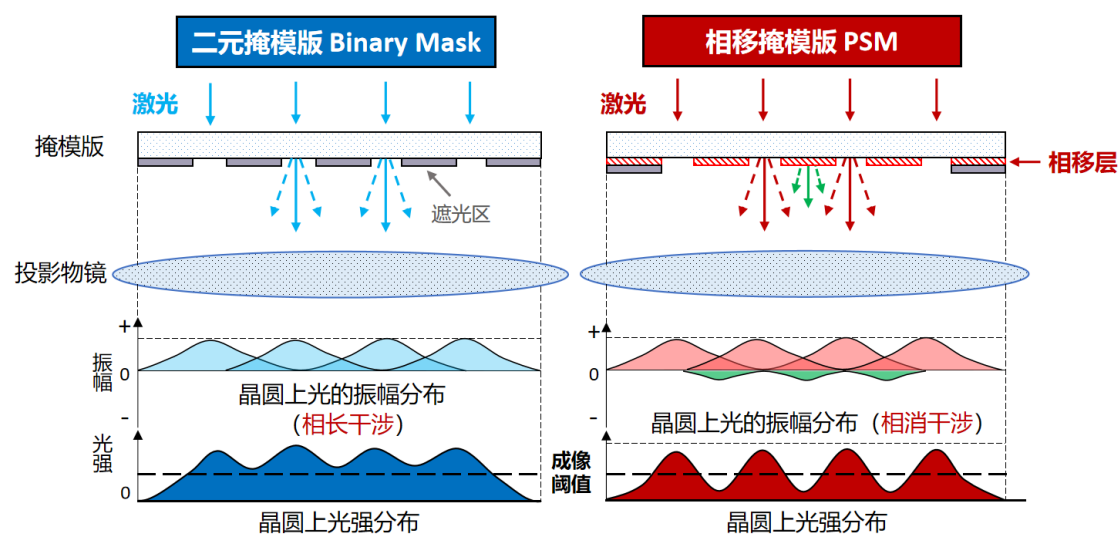 二元掩模版 Binary Mask
相移掩模版 PSM
激光
激光
掩模版
相移层
遮光区
投影物镜
+
振幅
0
-
晶圆上光的振幅分布
（相长干涉）
+
0
-
晶圆上光的振幅分布（相消干涉）
光强
0
成像
阈值
晶圆上光强分布
晶圆上光强分布